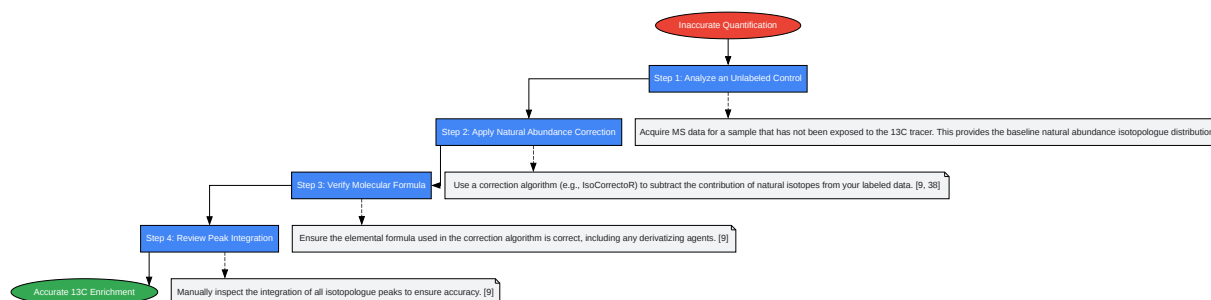 Inaccurate Quantification
Step 1: Analyze an Unlabeled Control
Step 2: Apply Natural Abundance Correction
Acquire MS data for a sample that has not been exposed to the 13C tracer. This provides the baseline natural abundance isotopologue distribution
Step 3: Verify Molecular Formula
Use a correction algorithm (e.g., IsoCorrectoR) to subtract the contribution of natural isotopes from your labeled data. [9, 38]
Step 4: Review Peak Integration
Ensure the elemental formula used in the correction algorithm is correct, including any derivatizing agents. [9]
Accurate 13C Enrichment
Manually inspect the integration of all isotopologue peaks to ensure accuracy. [9]